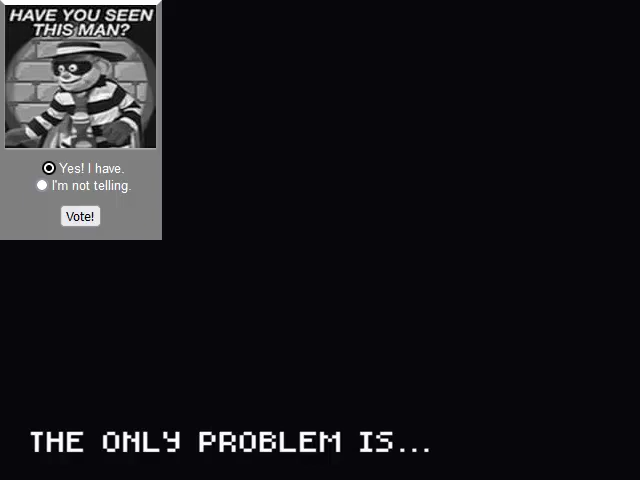 HAVE YOU SEEN
THIS MAN?
Yes! I have.
I'm not telling.
Vote!
THE ONLY PROBLEM IS...